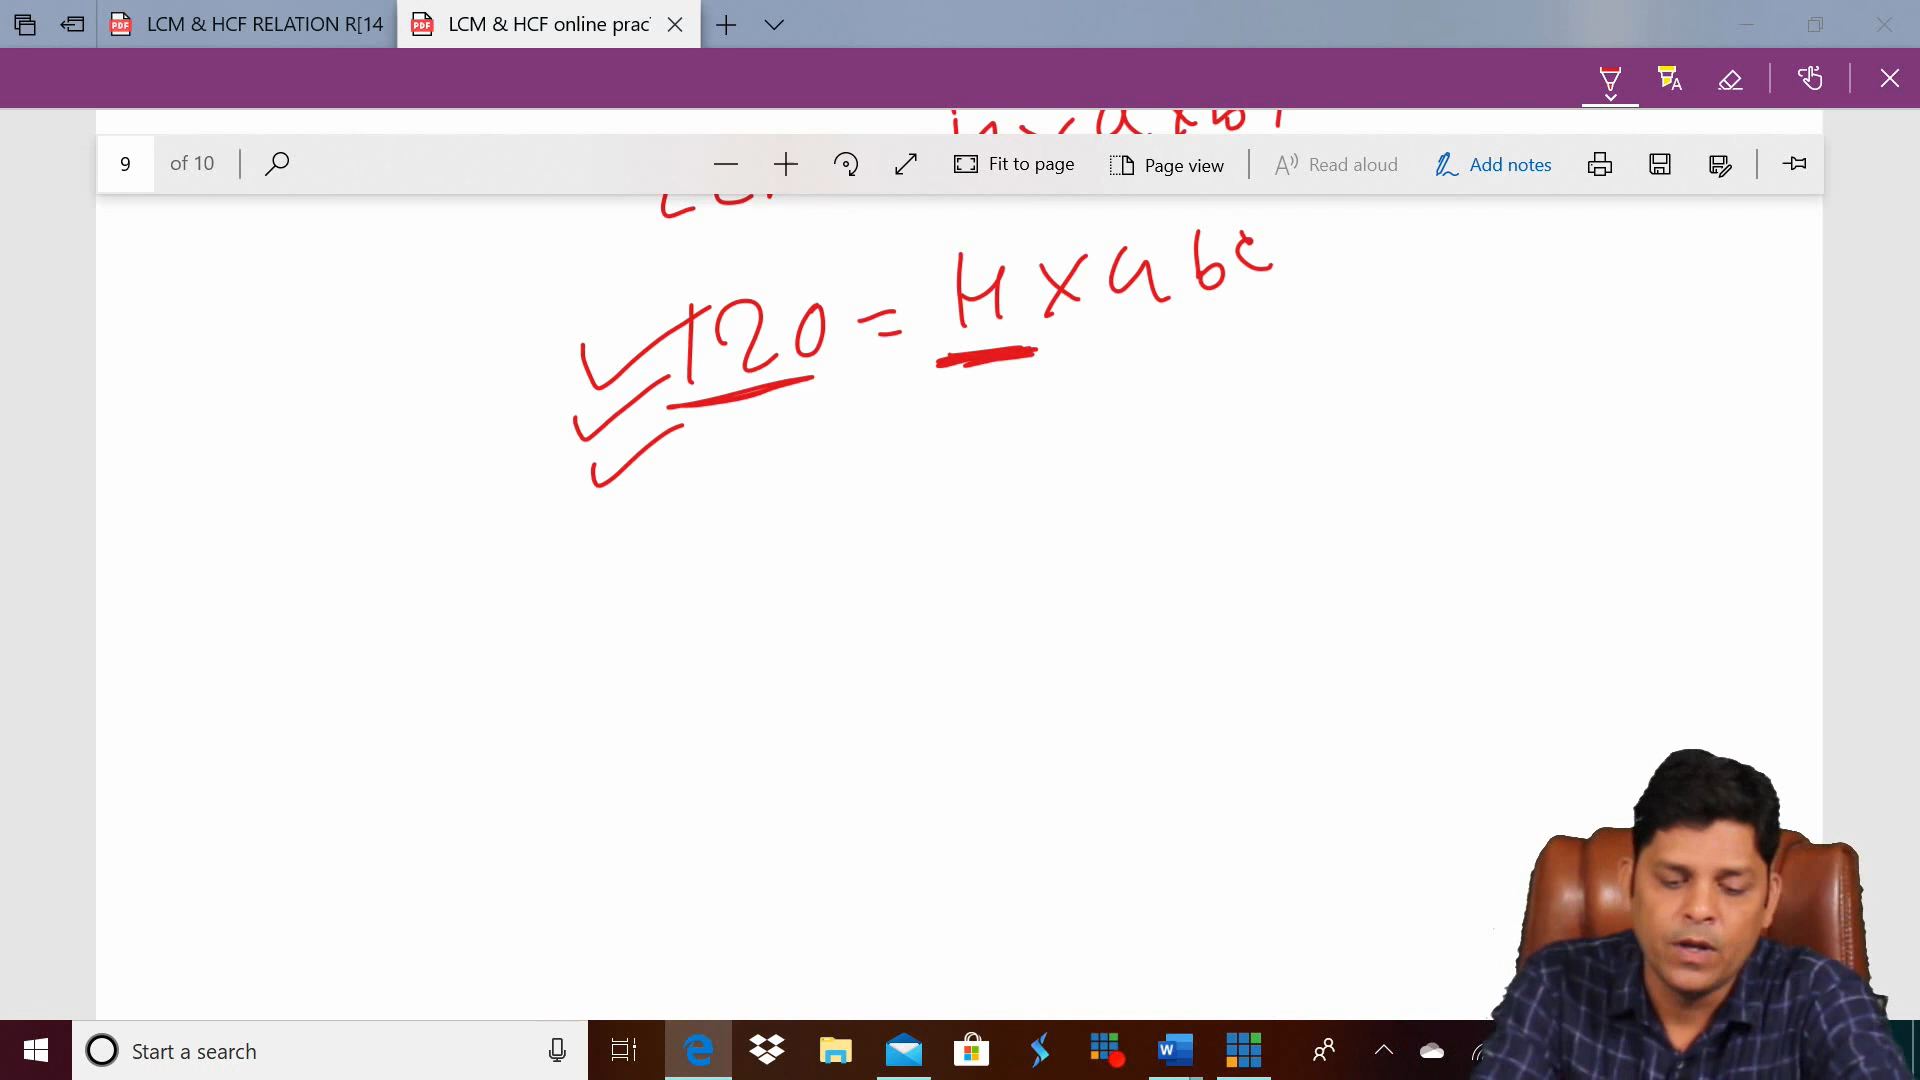 LCM & HCF RELATION R[14
LCM & HCF online prac
9 of 10
Fit to page
Page view
Read aloud
Add notes
120 = H × a b c
Start a search